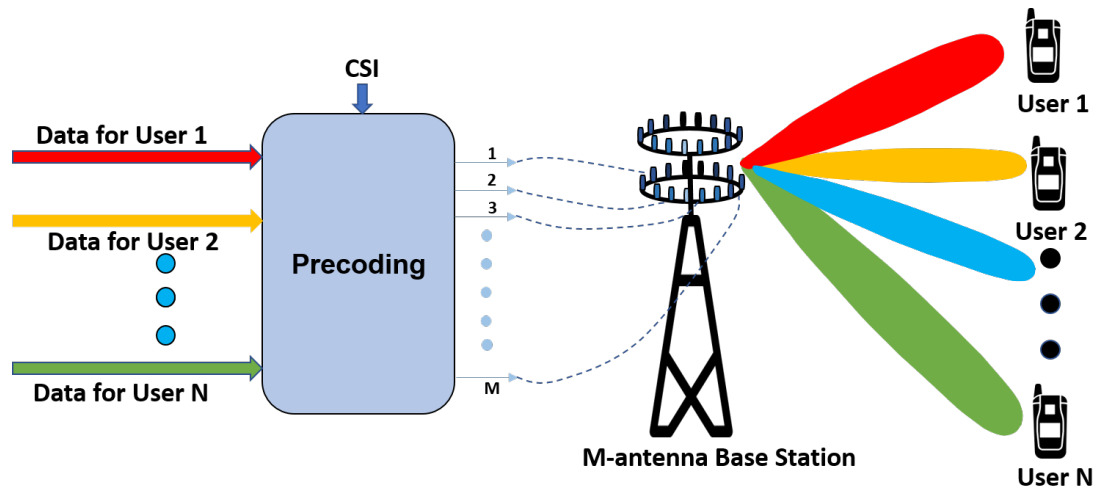 CSI
Data for User 1
Data for User 2
Data for User N
Precoding
1
2
3
M
M-antenna Base Station
User 1
User 2
User N